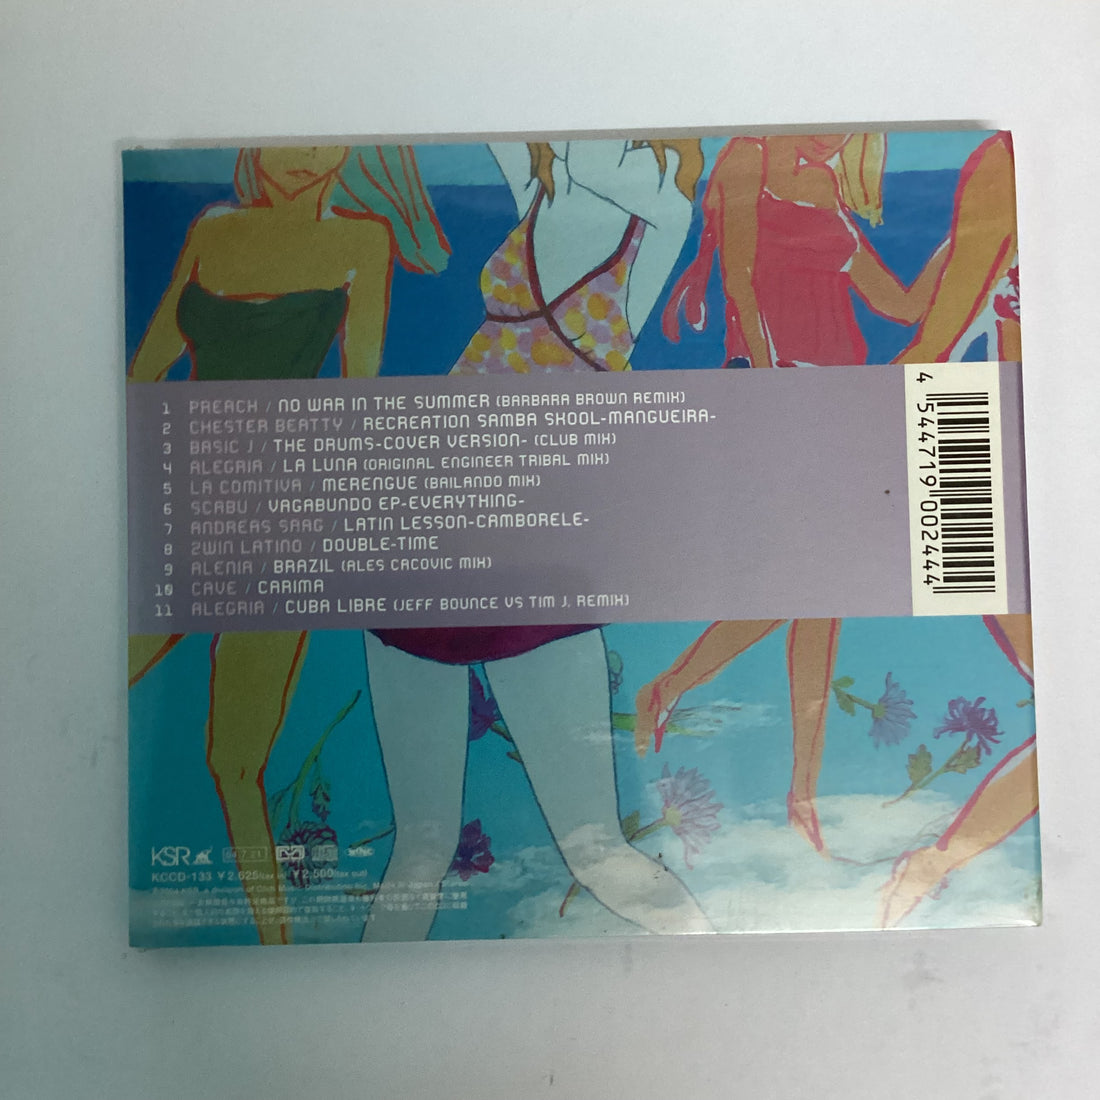 1 PREACH / NO WAR IN THE SUMMER (BARBARA BROWN REMIX)
2 CHESTER BEATTY / RECREATION SAMBA SKOOL-MANGUEIRA-
3 BASIC J / THE DRUMS-COVER VERSION- (CLUB MIX)
4 ALEGRIA / LA LUNA (ORIGINAL ENGINEER TRIBAL MIX)
5 LA COMITIVA / MERENGUE (BAILANDO MIX)
6 SCABU / VAGABUNDO EP-EVERYTHING-
7 ANDREAS SAAG / LATIN LESSON-CAMBORELE-
8 2WIN LATINO / DOUBLE-TIME
9 ALENIA / BRAZIL (ALES CACOVIC MIX)
10 CAVE / CARIMA
11 ALEGRIA / CUBA LIBRE (JEFF BOUNCE VS TIM J. REMIX)
4 544719 002444
KSR
KCCD-133 ¥2,625(tax in) ¥2,500(tax out)